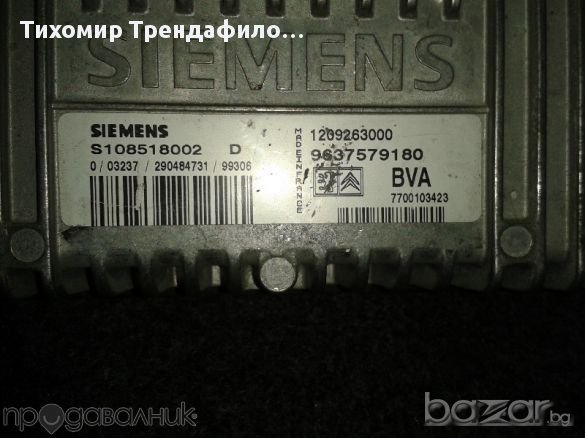 Тихомир Трендафило...
SIEMENS
SIEMENS
S108518002 D
0 / 03237 / 290484731 / 99306
MADE IN FRANCE
1209263000
9637579180
BVA
7700103423
продавалник
bazar.bg